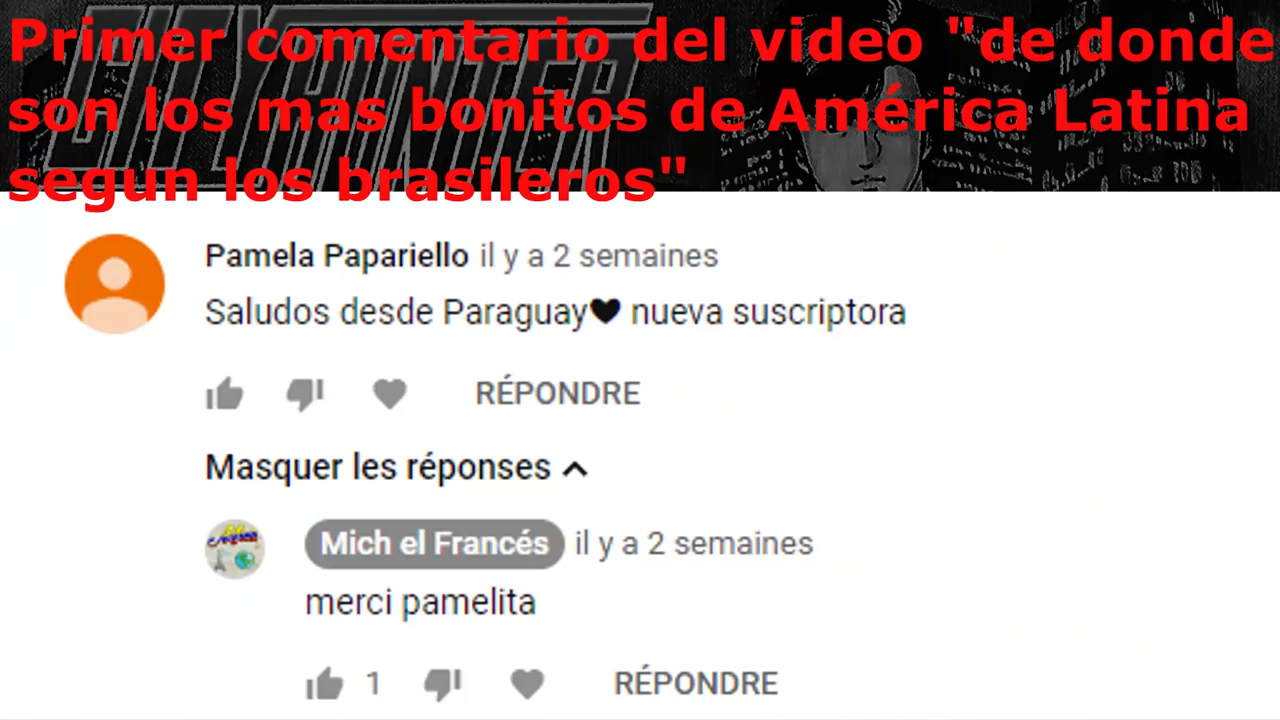 CITY HUNTER
Primer comentario del video "de donde
son los mas bonitos de América Latina
segun los brasileros"
Pamela Papariello il y a 2 semaines
Saludos desde Paraguay🖤 nueva suscriptora
RÉPONDRE
Masquer les réponses
Mich el Francés il y a 2 semaines
merci pamelita
1 RÉPONDRE